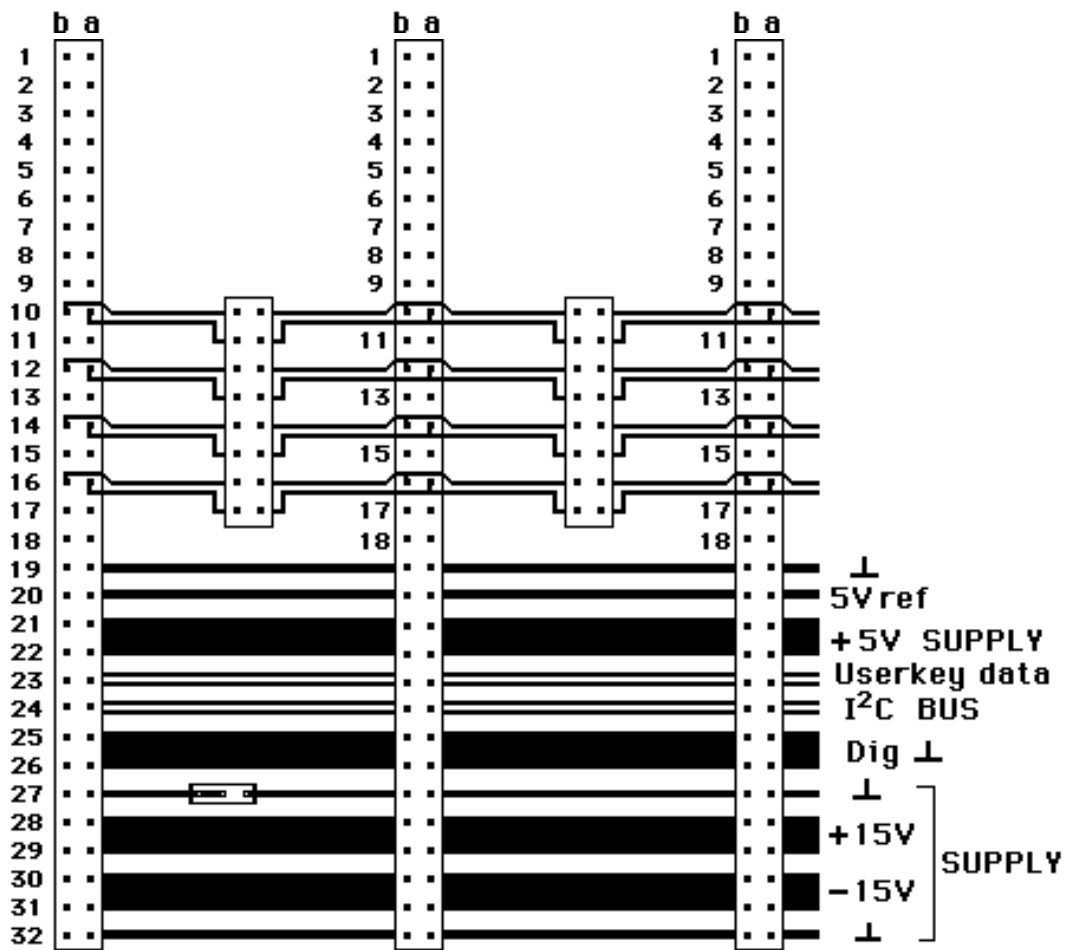 b a b a b a
1 1 1
2 2 2
3 3 3
4 4 4
5 5 5
6 6 6
7 7 7
8 8 8
9 9 9
10
11 11 11
12
13 13 13
14
15 15 15
16
17 17 17
18 18 18
19 ⊥
20 5V ref
21
+5V SUPPLY
22
23 Userkey data
24 I²C BUS
25
Dig ⊥
26
27 ⊥
28
+15V
29
SUPPLY
30
-15V
31
32 ⊥